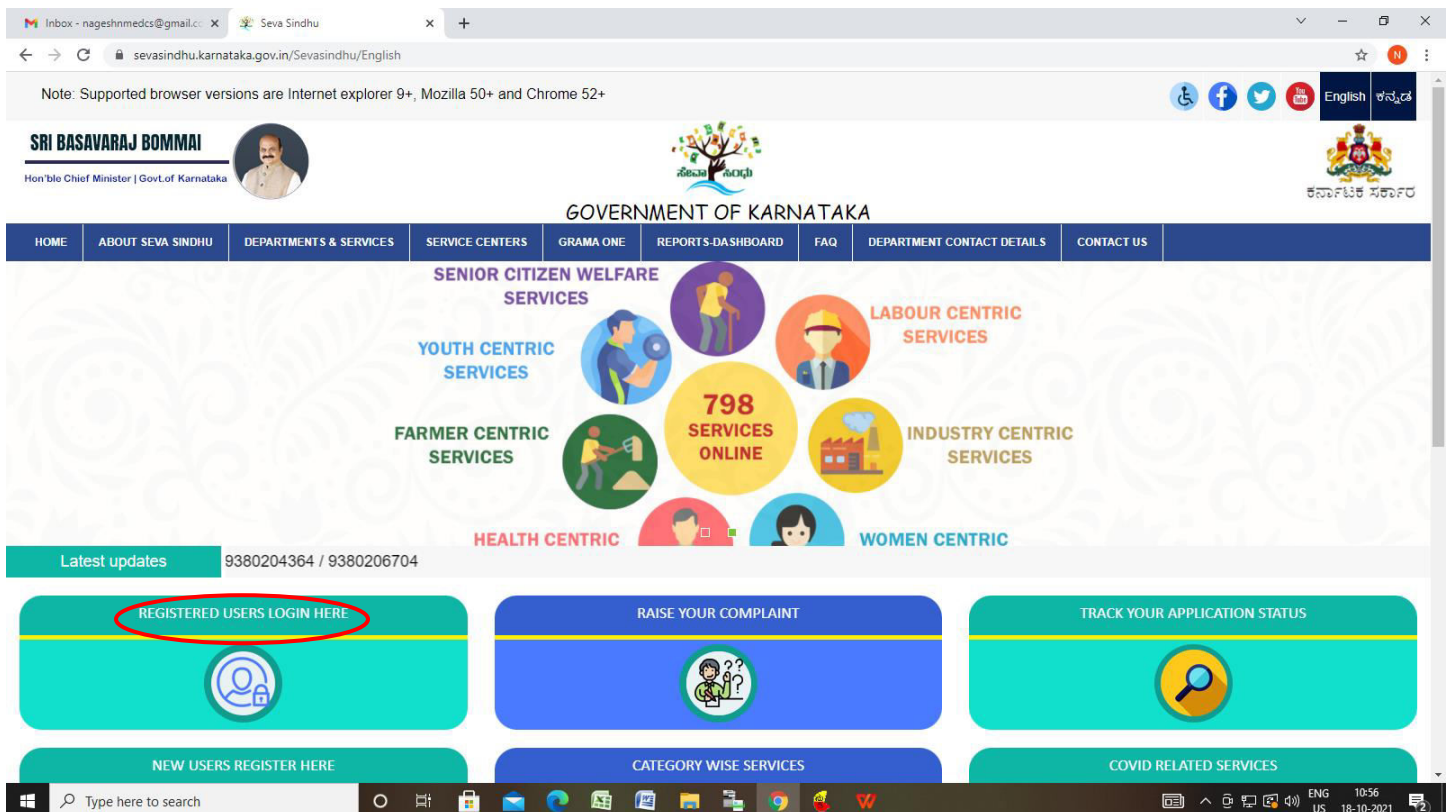 Inbox - nageshnmedcs@gmail.cc
Seva Sindhu
sevasindhu.karnataka.gov.in/Sevasindhu/English
N
Note: Supported browser versions are Internet explorer 9+, Mozilla 50+ and Chrome 52+
You Tube
English
ಕನ್ನಡ
SRI BASAVARAJ BOMMAI
Hon'ble Chief Minister | Govt.of Karnataka
ಸೇವಾ ಸಿಂಧು
GOVERNMENT OF KARNATAKA
ಕರ್ನಾಟಕ ಸರ್ಕಾರ
HOME ABOUT SEVA SINDHU DEPARTMENTS & SERVICES SERVICE CENTERS GRAMA ONE REPORTS-DASHBOARD FAQ DEPARTMENT CONTACT DETAILS CONTACT US
SENIOR CITIZEN WELFARE
SERVICES
LABOUR CENTRIC
SERVICES
YOUTH CENTRIC
SERVICES
798
SERVICES
ONLINE
FARMER CENTRIC
SERVICES
INDUSTRY CENTRIC
SERVICES
HEALTH CENTRIC
WOMEN CENTRIC
Latest updates
9380204364 / 9380206704
REGISTERED USERS LOGIN HERE
RAISE YOUR COMPLAINT
TRACK YOUR APPLICATION STATUS
NEW USERS REGISTER HERE
CATEGORY WISE SERVICES
COVID RELATED SERVICES
Type here to search
ENG
US
10:56
18-10-2021
2